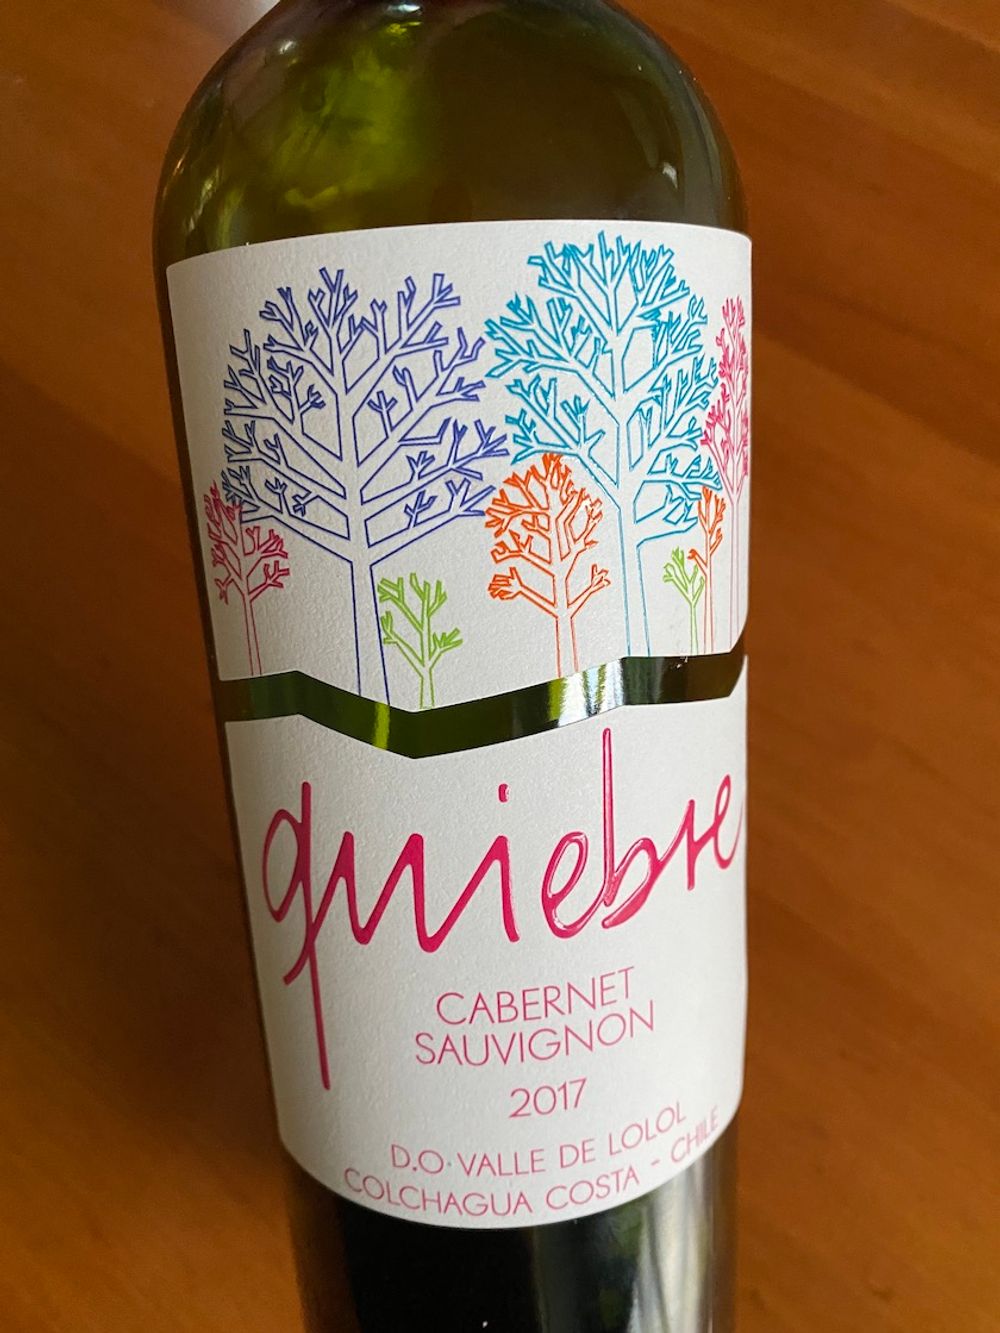 quiebre
CABERNET
SAUVIGNON
2017
D.O. VALLE DE LOLOL
COLCHAGUA COSTA - CHILE